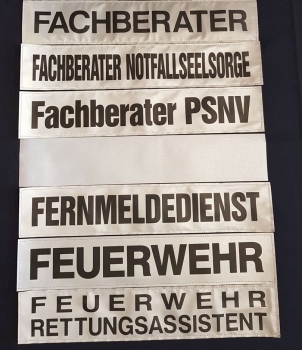 FACHBERATER
FACHBERATER NOTFALLSEELSORGE
Fachberater PSNV
FERNMELDEDIENST
FEUERWEHR
FEUERWEHR
RETTUNGSASSISTENT